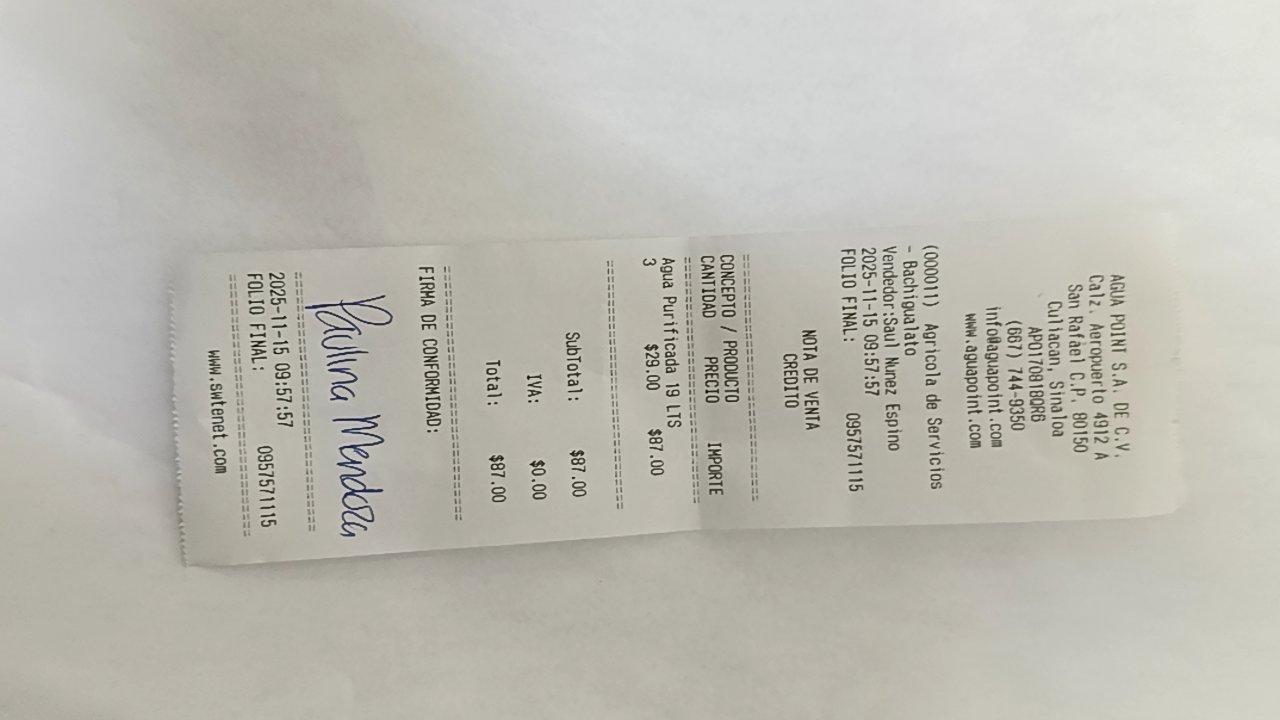 AGUA POINT S.A. DE C.V.
Calz. Aeropuerto 4912 A
San Rafael C.P. 80150
Culiacan, Sinaloa
APO170818QR6
(667) 744-9350
info@aguapoint.com
www.aguapoint.com
(000011) Agricola de Servicios
- Bachigualato
Vendedor:Saul Nunez Espino
2025-11-15 09:57:57
FOLIO FINAL: 0957571115
NOTA DE VENTA
CREDITO
==============================
CONCEPTO / PRODUCTO
CANTIDAD PRECIO IMPORTE
==============================
Agua Purificada 19 LTS
3 $29.00 $87.00
==============================
SubTotal: $87.00
IVA: $0.00
Total: $87.00
==============================
FIRMA DE CONFORMIDAD:
Paulina Mendoza
==============================
2025-11-15 09:57:57
FOLIO FINAL: 0957571115
==============================
www.swtenet.com